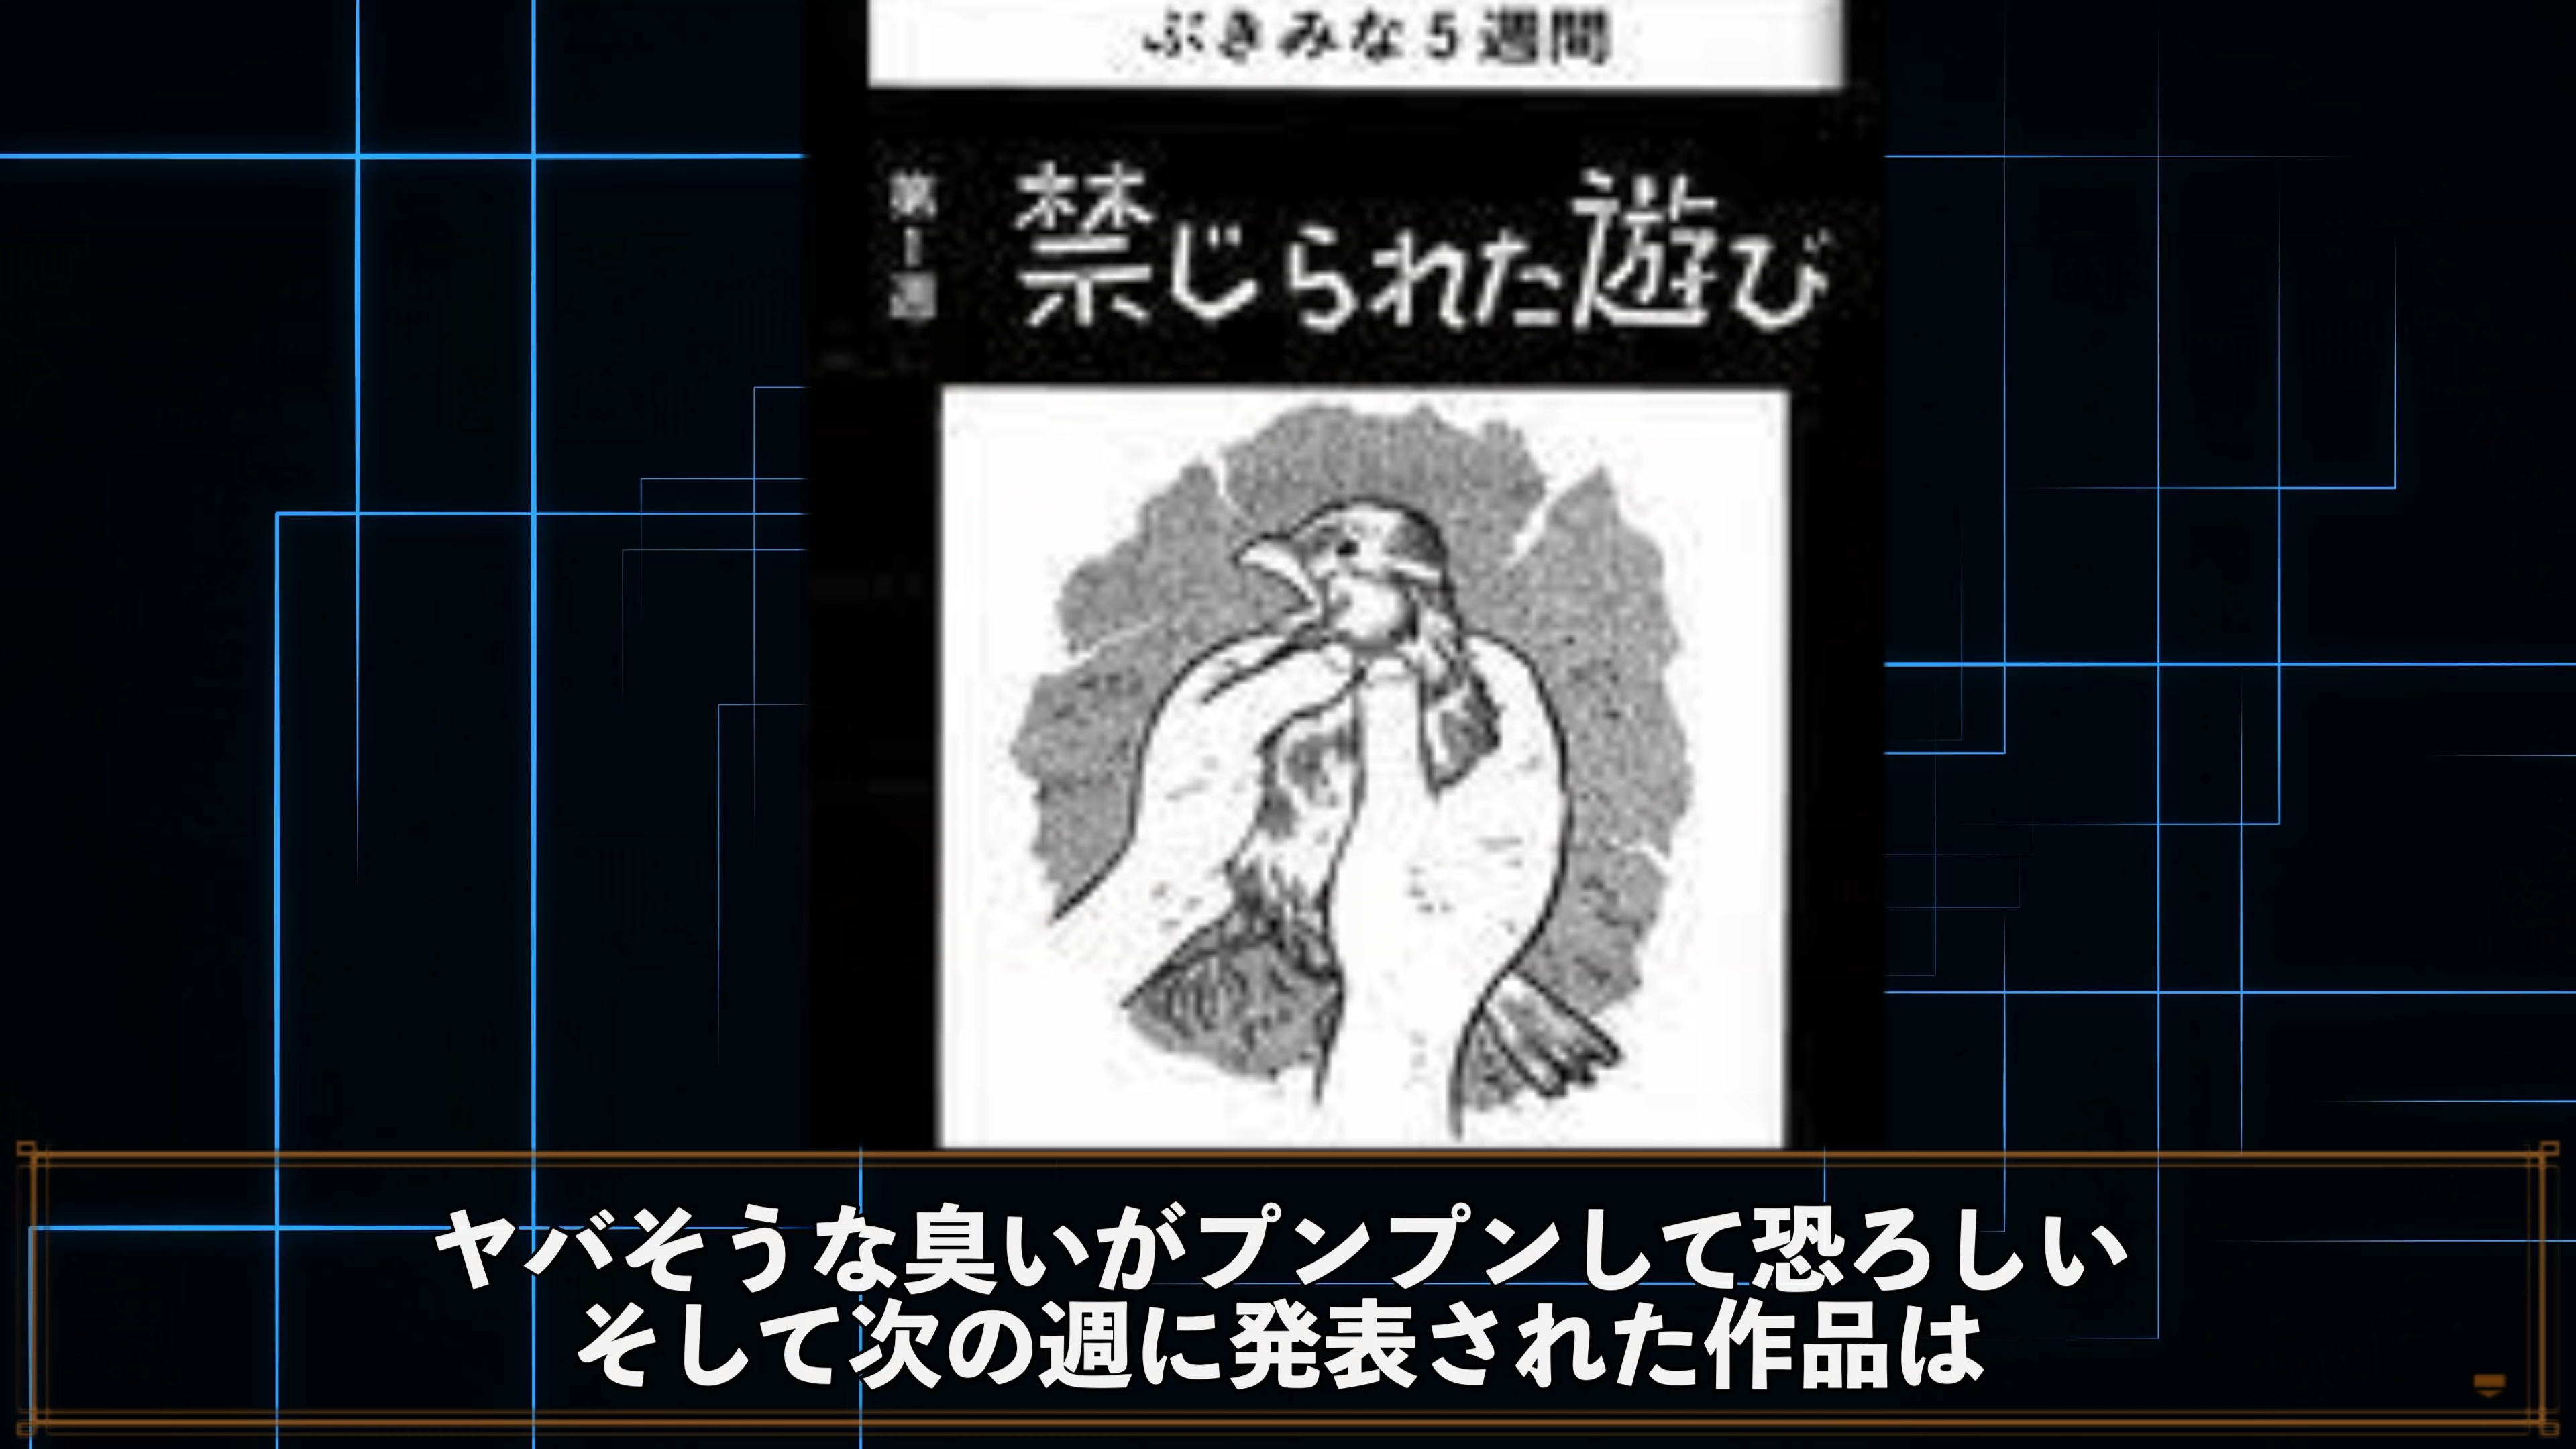 ぶきみな5週間
第1週
禁じられた遊び
ヤバそうな臭いがプンプンして恐ろしい
そして次の週に発表された作品は